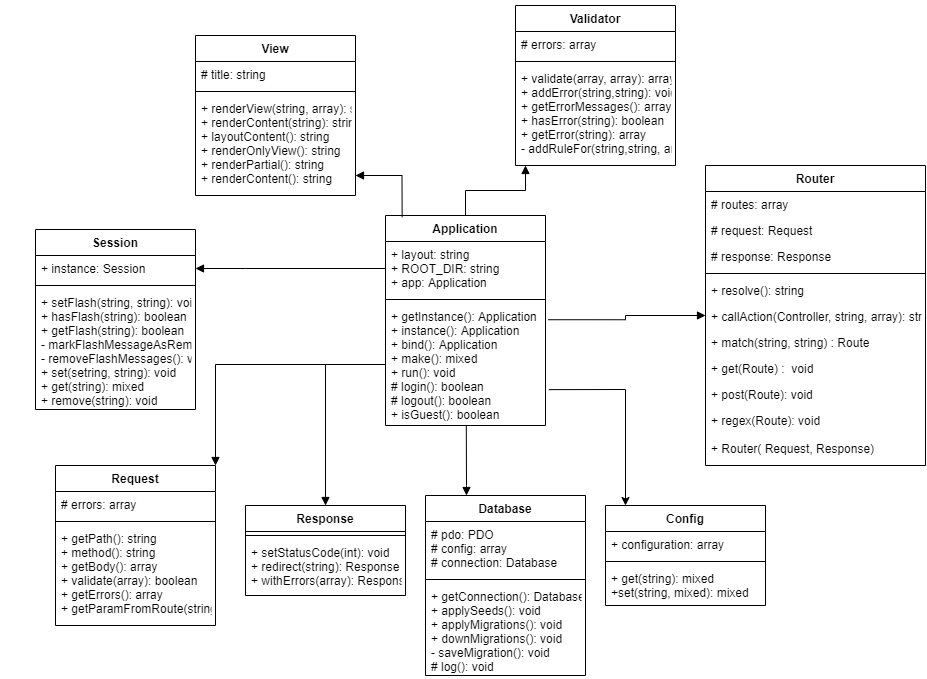 Validator
# errors: array
+ validate(array, array): array
+ addError(string,string): voi
+ getErrorMessages(): array
+ hasError(string): boolean
+ getError(string): array
- addRuleFor(string,string, a
View
# title: string
+ renderView(string, array):
+ renderContent(string): strin
+ layoutContent(): string
+ renderOnlyView(): string
+ renderPartial(): string
+ renderContent(): string
Router
# routes: array
# request: Request
# response: Response
+ resolve(): string
+ callAction(Controller, string, array): str
+ match(string, string) : Route
+ get(Route) : void
+ post(Route): void
+ regex(Route): void
+ Router( Request, Response)
Application
+ layout: string
+ ROOT_DIR: string
+ app: Application
+ getInstance(): Application
+ instance(): Application
+ bind(): Application
+ make(): mixed
+ run(): void
# login(): boolean
# logout(): boolean
+ isGuest(): boolean
Session
+ instance: Session
+ setFlash(string, string): voi
+ hasFlash(string): boolean
+ getFlash(string): boolean
- markFlashMessageAsRem
- removeFlashMessages(): v
+ set(setring, string): void
+ get(string): mixed
+ remove(string): void
Request
# errors: array
+ getPath(): string
+ method(): string
+ getBody(): array
+ validate(array): boolean
+ getErrors(): array
+ getParamFromRoute(string
Response
+ setStatusCode(int): void
+ redirect(string): Response
+ withErrors(array): Respons
Database
# pdo: PDO
# config: array
# connection: Database
+ getConnection(): Database
+ applySeeds(): void
+ applyMigrations(): void
+ downMigrations(): void
- saveMigration(): void
# log(): void
Config
+ configuration: array
+ get(string): mixed
+set(string, mixed): mixed